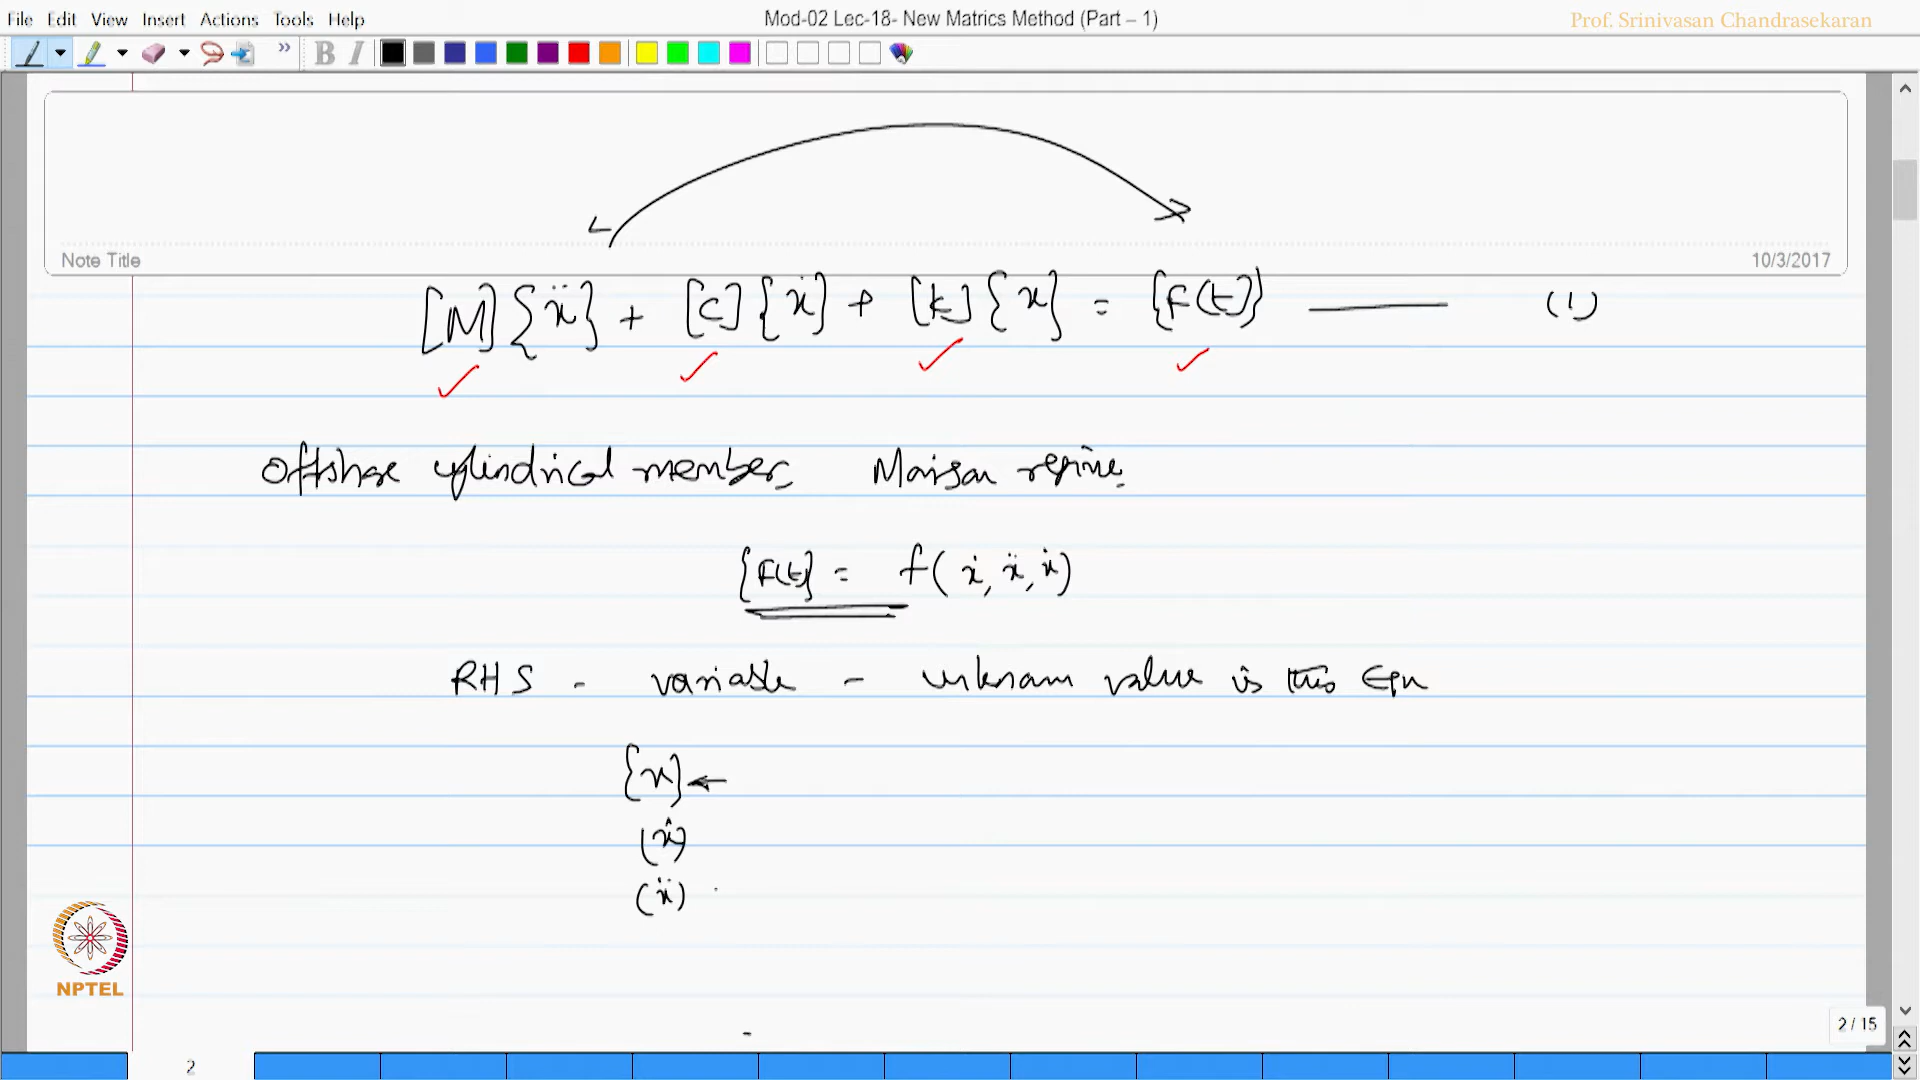 File Edit View Insert Actions Tools Help
Mod-02 Lec-18- New Matrics Method (Part – 1)
Prof. Srinivasan Chandrasekaran
B I
Note Title
10/3/2017
[M]{ẍ} + [C]{ẋ} + [k]{x} = {F(t)} —— (1)
Offshore cylindrical members Morison regime
{F(t)} = f(ẋ, ẍ, ẋ)
RHS - variable - unknown value is this Eqn
{x} ←
(ẋ)
(ẍ)
NPTEL
2 / 15
2